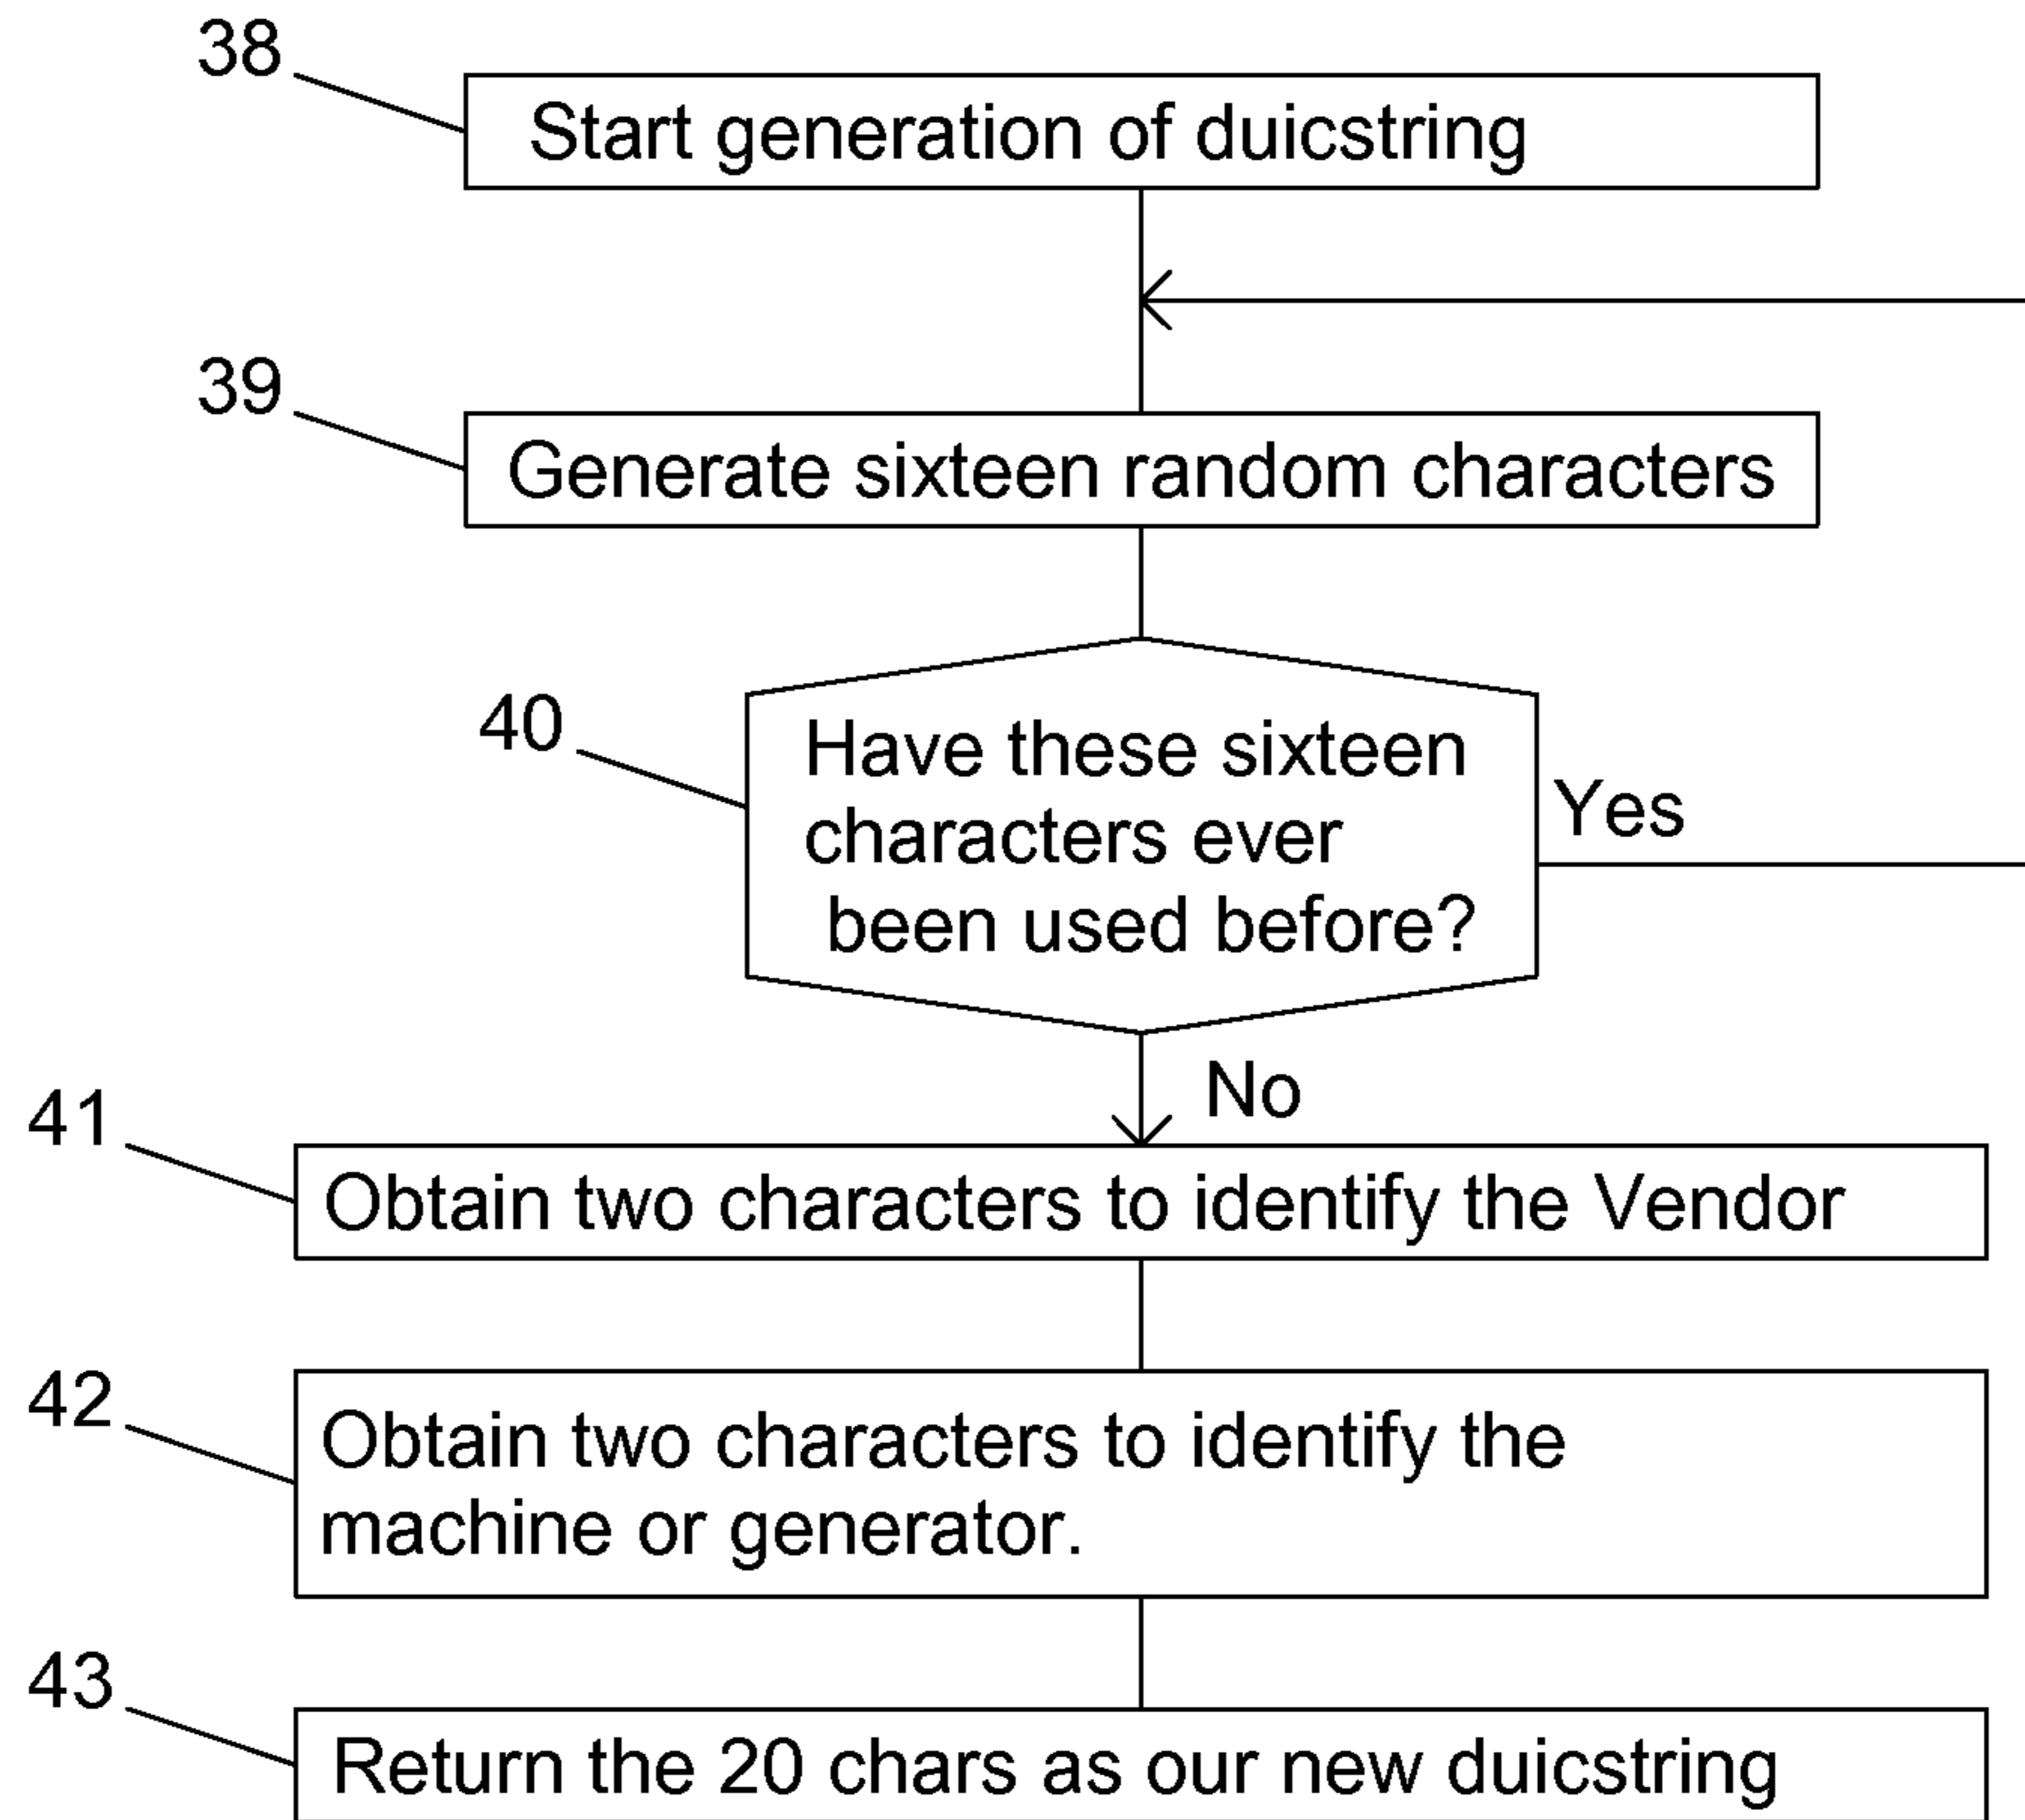 38
Start generation of duicstring
39
Generate sixteen random characters
40
Have these sixteen
characters ever
been used before?
Yes
No
41
Obtain two characters to identify the Vendor
42
Obtain two characters to identify the
machine or generator.
43
Return the 20 chars as our new duicstring